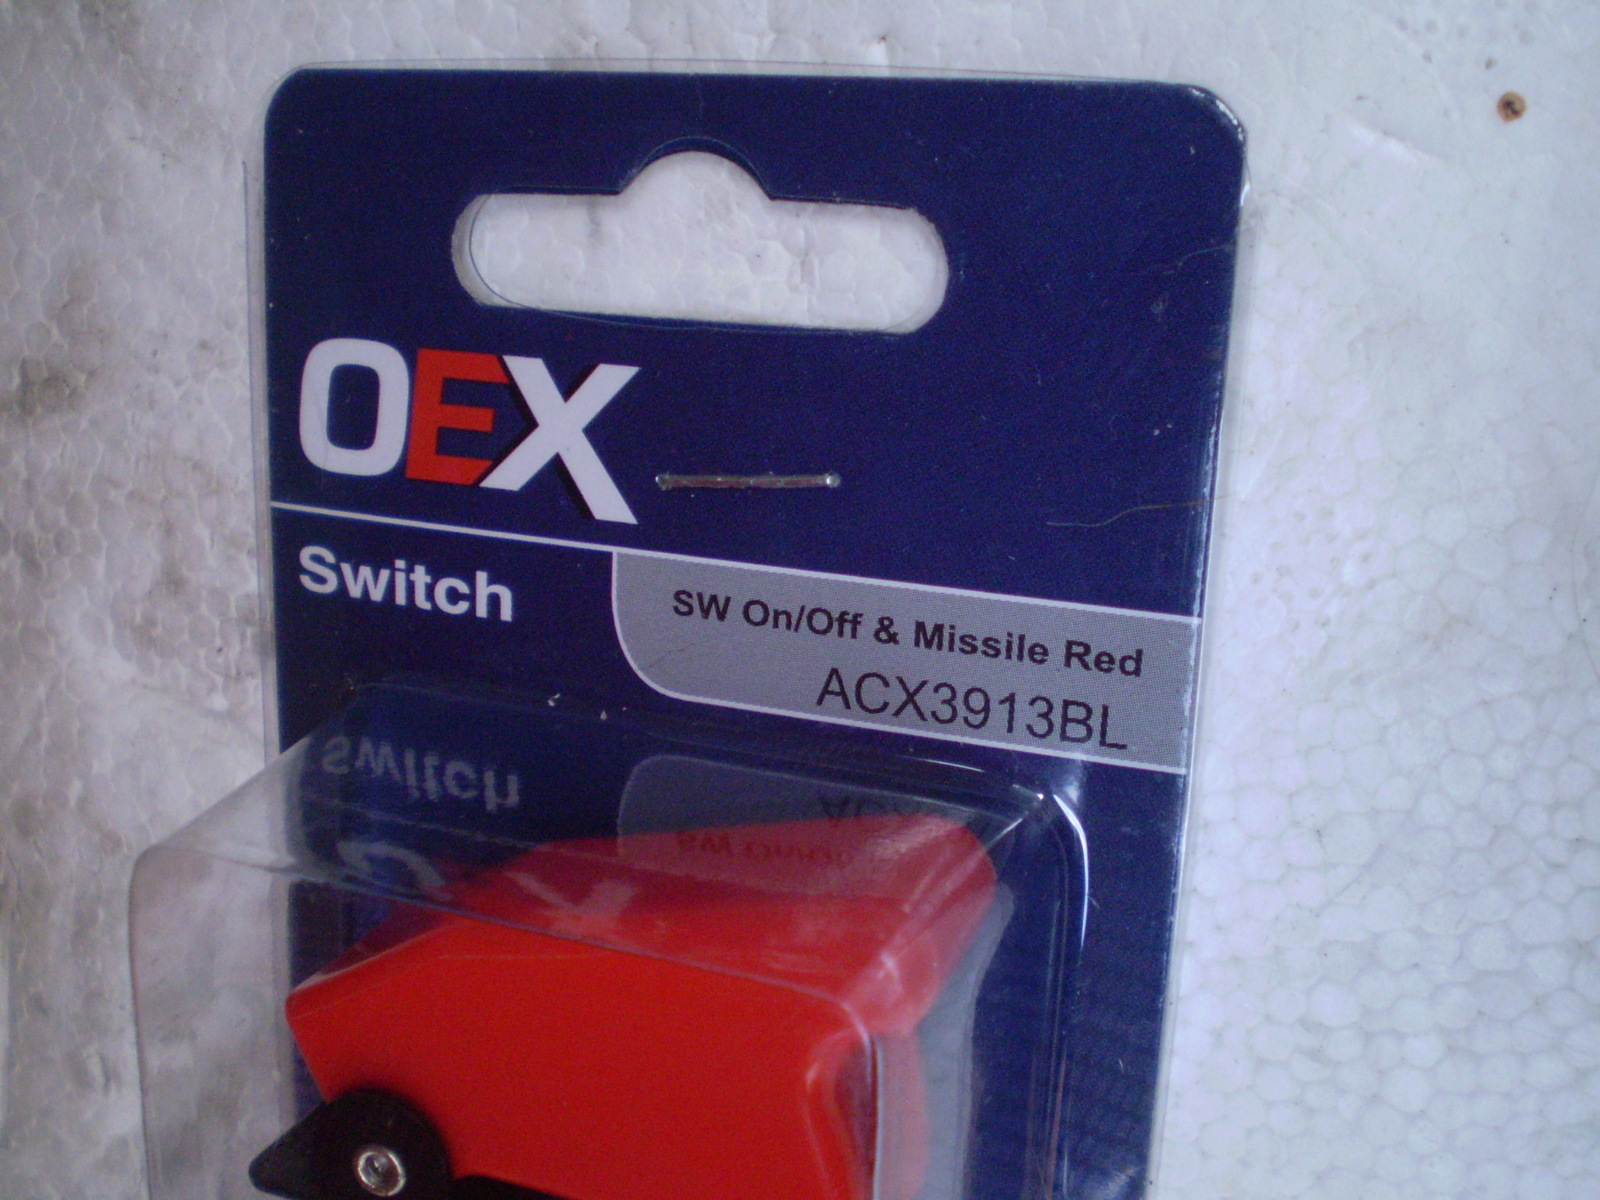 OEX
Switch
SW On/Off & Missile Red
ACX3913BL